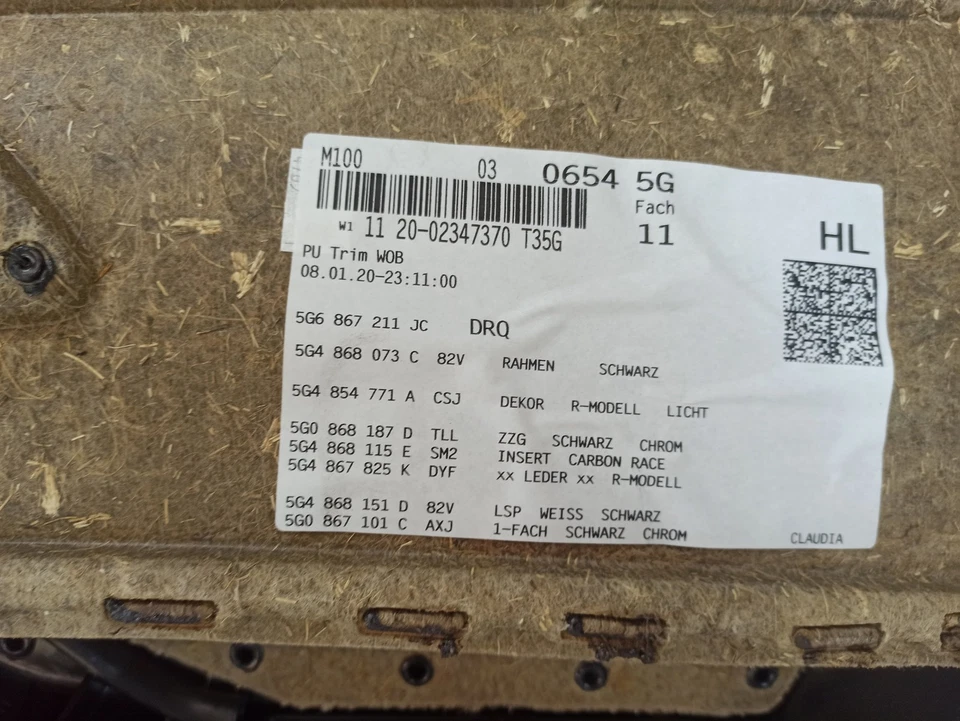 M100 03 0654 5G
Fach
W1 11 20-02347370 T35G 11
HL
PU Trim WOB
08.01.20-23:11:00
5G6 867 211 JC DRQ
5G4 868 073 C 82V RAHMEN SCHWARZ
5G4 854 771 A CSJ DEKOR R-MODELL LICHT
5G0 868 187 D TLL ZZG SCHWARZ CHROM
5G4 868 115 E SM2 INSERT CARBON RACE
5G4 867 825 K DYF xx LEDER xx R-MODELL
5G4 868 151 D 82V LSP WEISS SCHWARZ
5G0 867 101 C AXJ 1-FACH SCHWARZ CHROM
CLAUDIA